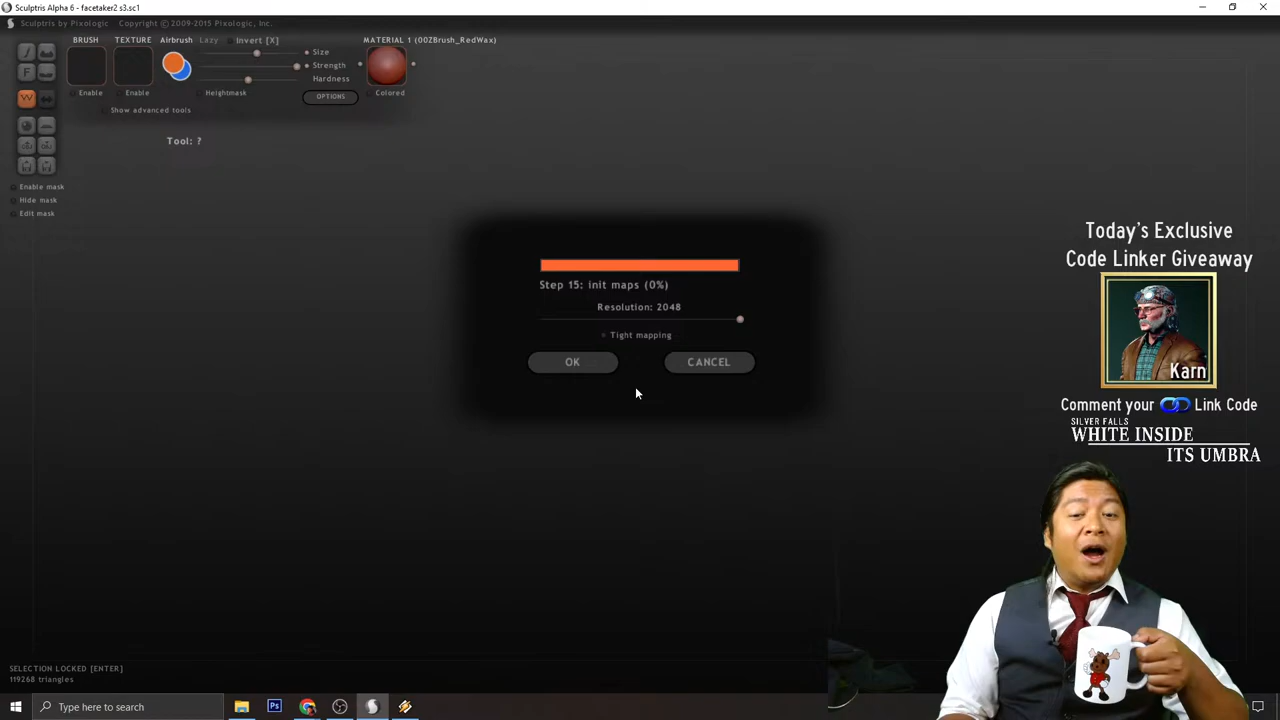 Sculptris Alpha 6 - facetaker2 s3.sc1
Sculptris by Pixologic Copyright © 2009-2015 Pixologic, Inc.
BRUSH TEXTURE Airbrush Lazy Invert [X] MATERIAL 1 (00ZBrush_RedWax)
Size
Strength
Hardness
Enable Enable Heightmask OPTIONS Colored
Show advanced tools
Tool: ?
Enable mask
Hide mask
Edit mask
Step 15: init maps (0%)
Resolution: 2048
Tight mapping
OK CANCEL
Today's Exclusive
Code Linker Giveaway
Karn
Comment your Link Code
SILVER FALLS
WHITE INSIDE
ITS UMBRA
SELECTION LOCKED [ENTER]
119268 triangles
Type here to search
Ps